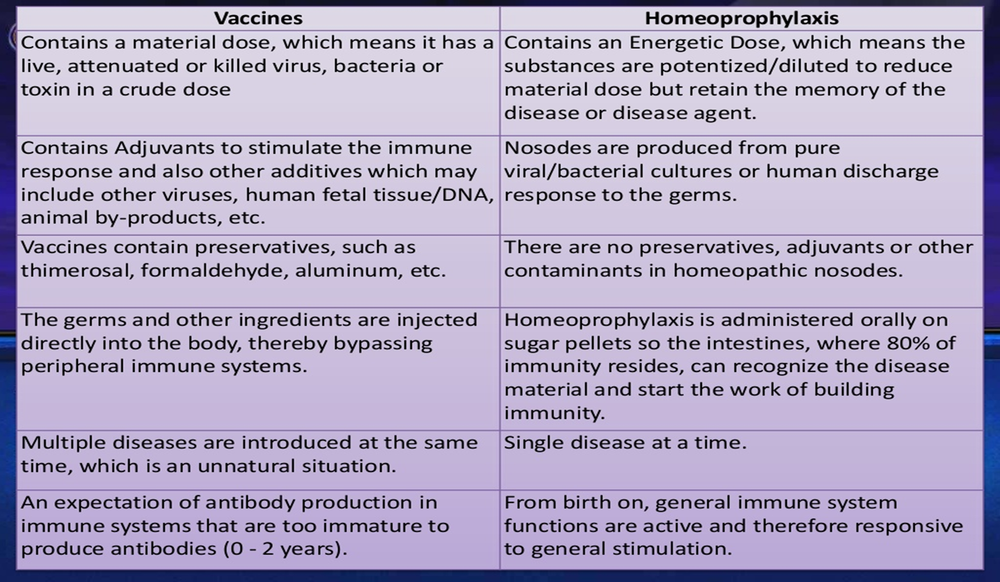 Vaccines
Homeoprophylaxis
Contains a material dose, which means it has a
live, attenuated or killed virus, bacteria or
toxin in a crude dose
Contains an Energetic Dose, which means the
substances are potentized/diluted to reduce
material dose but retain the memory of the
disease or disease agent.
Contains Adjuvants to stimulate the immune
response and also other additives which may
include other viruses, human fetal tissue/DNA,
animal by-products, etc.
Nosodes are produced from pure
viral/bacterial cultures or human discharge
response to the germs.
Vaccines contain preservatives, such as
thimerosal, formaldehyde, aluminum, etc.
There are no preservatives, adjuvants or other
contaminants in homeopathic nosodes.
The germs and other ingredients are injected
directly into the body, thereby bypassing
peripheral immune systems.
Homeoprophylaxis is administered orally on
sugar pellets so the intestines, where 80% of
immunity resides, can recognize the disease
material and start the work of building
immunity.
Multiple diseases are introduced at the same
time, which is an unnatural situation.
Single disease at a time.
An expectation of antibody production in
immune systems that are too immature to
produce antibodies (0 - 2 years).
From birth on, general immune system
functions are active and therefore responsive
to general stimulation.